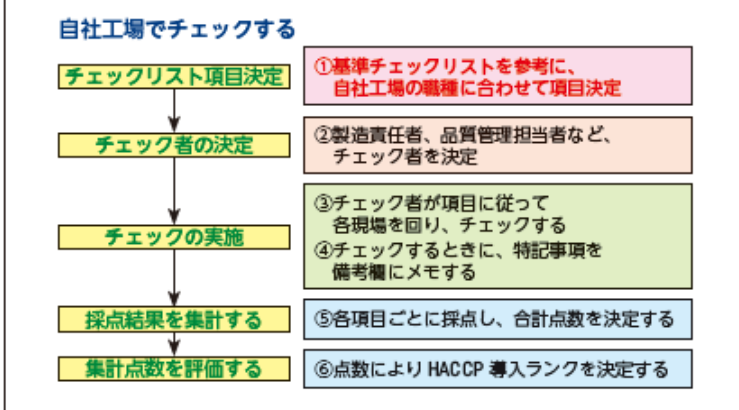 自社工場でチェックする
チェックリスト項目決定
①基準チェックリストを参考に、
自社工場の職種に合わせて項目決定
チェック者の決定
②製造責任者、品質管理担当者など、
チェック者を決定
チェックの実施
③チェック者が項目に従って
各現場を回り、チェックする
④チェックするときに、特記事項を
備考欄にメモする
採点結果を集計する
⑤各項目ごとに採点し、合計点数を決定する
集計点数を評価する
⑥点数によりHACCP導入ランクを決定する